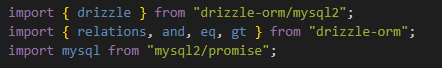 import { drizzle } from "drizzle-orm/mysql2";
import { relations, and, eq, gt } from "drizzle-orm";
import mysql from "mysql2/promise";